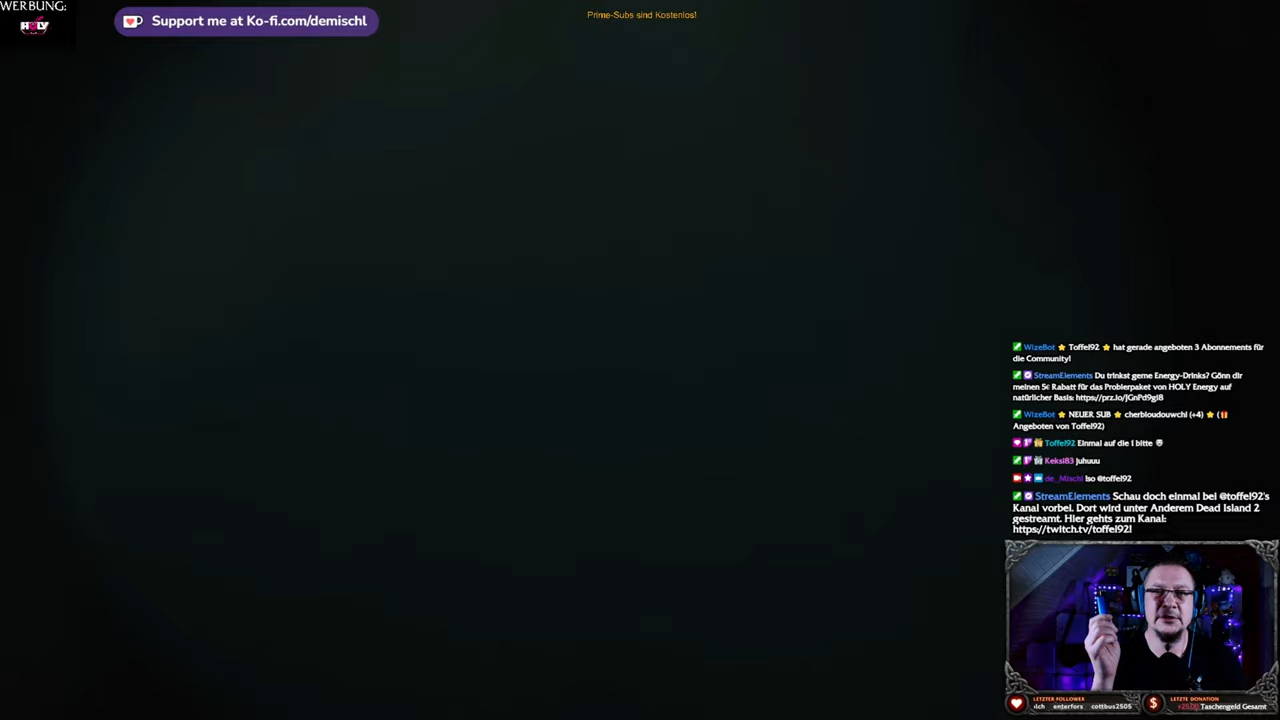 WERBUNG:
HOLY
Support me at Ko-fi.com/demischl
Prime-Subs sind Kostenlos!
WizeBot ⭐ Toffel92 ⭐ hat gerade angeboten 3 Abonnements für
die Community!
StreamElements Du trinkst gerne Energy-Drinks? Gönn dir
meinen 5€ Rabatt für das Probierpaket von HOLY Energy auf
natürlicher Basis: https://prz.io/JGnPd9gl8
WizeBot ⭐ NEUER SUB ⭐ cherbloudouwchi (+4) ⭐ (🎁
Angeboten von Toffel92)
Toffel92 Einmal auf die 1 bitte
Keksi83 juhuuu
de_Mischl !so @toffel92
StreamElements Schau doch einmal bei @toffel92's
Kanal vorbei. Dort wird unter Anderem Dead Island 2
gestreamt. Hier gehts zum Kanal:
https://twitch.tv/toffel92!
LETZTER FOLLOWER
ilch enterfors cottbus2505
LETZTE DONATION
Taschengeld Gesamt